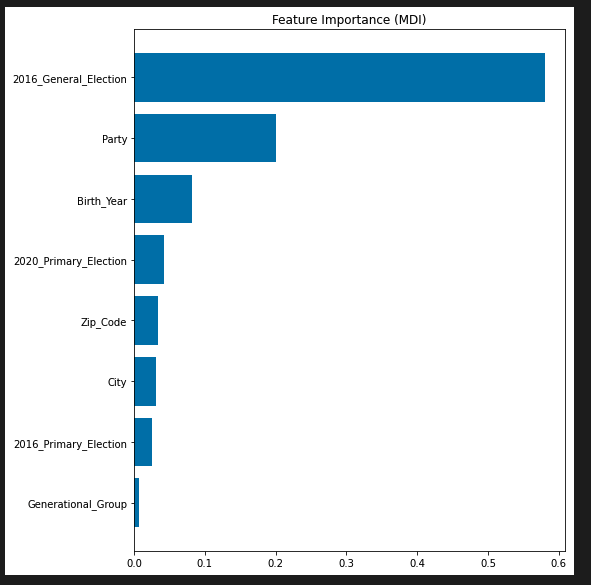 Feature Importance (MDI)
2016_General_Election
Party
Birth_Year
2020_Primary_Election
Zip_Code
City
2016_Primary_Election
Generational_Group
0.0 0.1 0.2 0.3 0.4 0.5 0.6